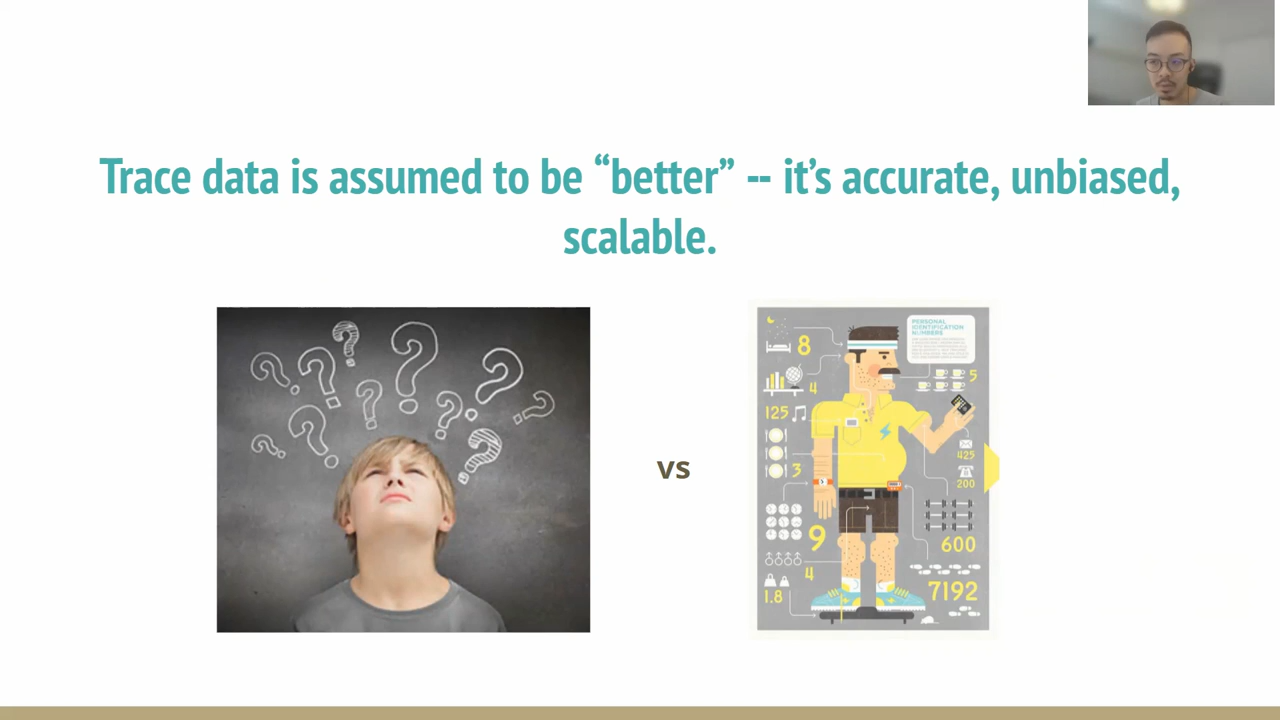 Trace data is assumed to be “better” -- it’s accurate, unbiased,
scalable.
vs
PERSONAL
IDENTIFICATION
NUMBERS
8
4
5
125
3
425
200
9
600
4
7192
1.8